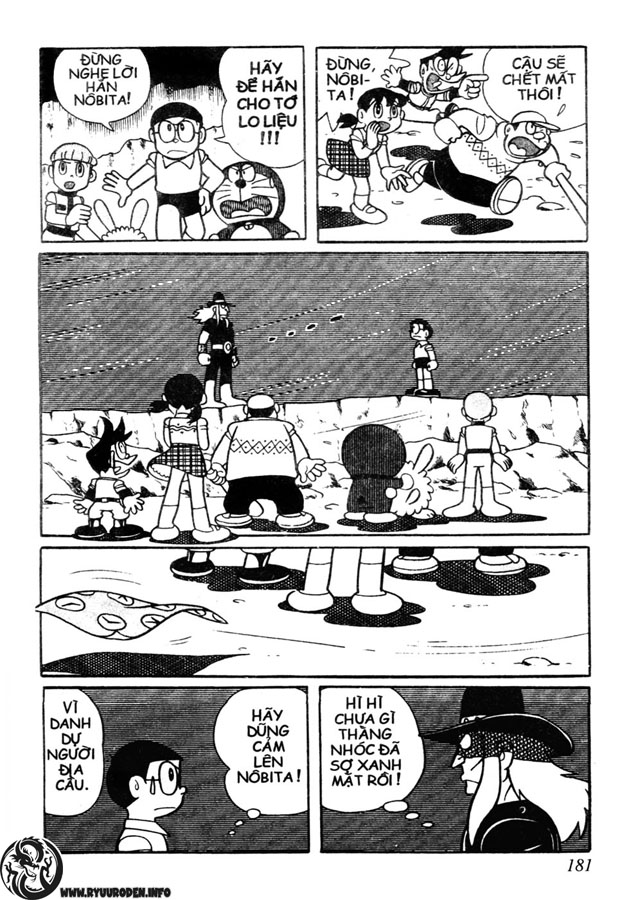 ĐỪNG
NGHE LỜI
HẮN
NÔBITA!
HÃY
ĐỂ HẮN
CHO TỚ
LO LIỆU
!!!
ĐỪNG,
NÔBI-
TA!
CẬU SẼ
CHẾT MẤT
THÔI!
VÌ
DANH
DỰ
NGƯỜI
ĐỊA
CẦU.
HÃY
DŨNG
CẢM
LÊN
NÔBITA!
HÌ HÌ
CHƯA GÌ
THẰNG
NHÓC ĐÃ
SỢ XANH
MẶT RỒI!
181
WWW.RYUURODEN.INFO